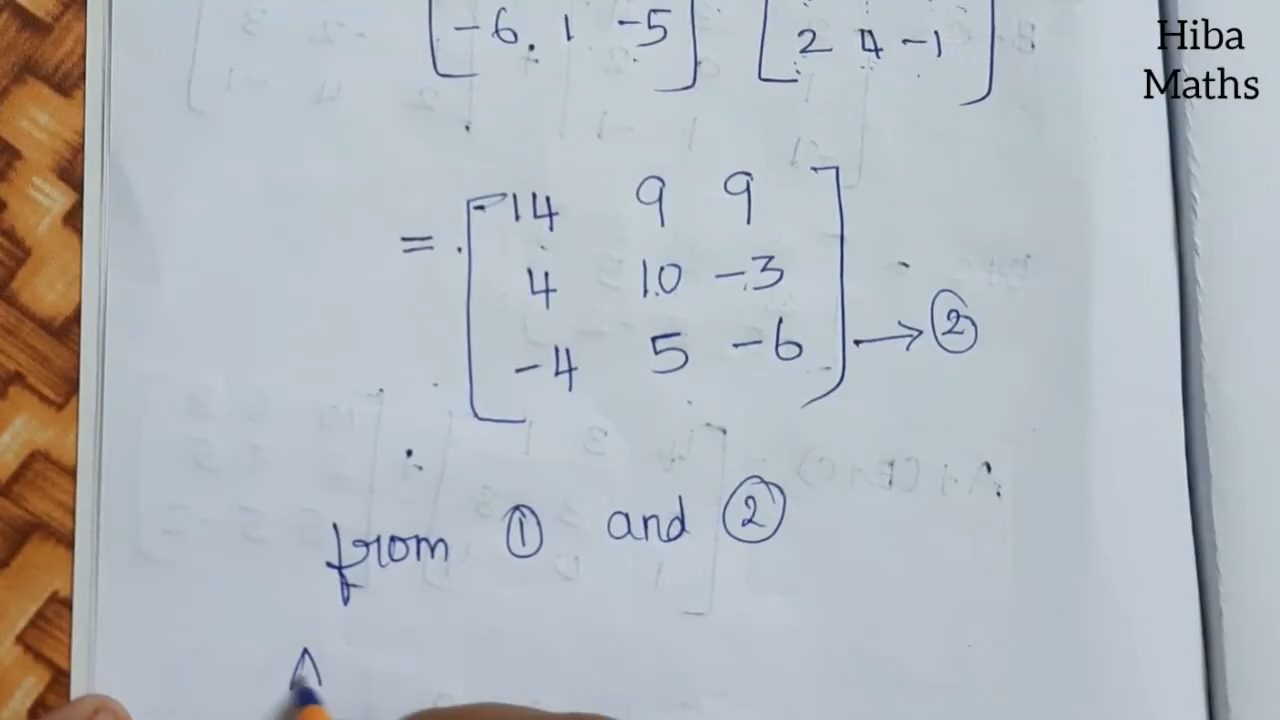 Hiba
Maths
-6 1 -5 2 4 -1
= 14 9 9
4 10 -3
-4 5 -6 → ②
from ① and ②
A